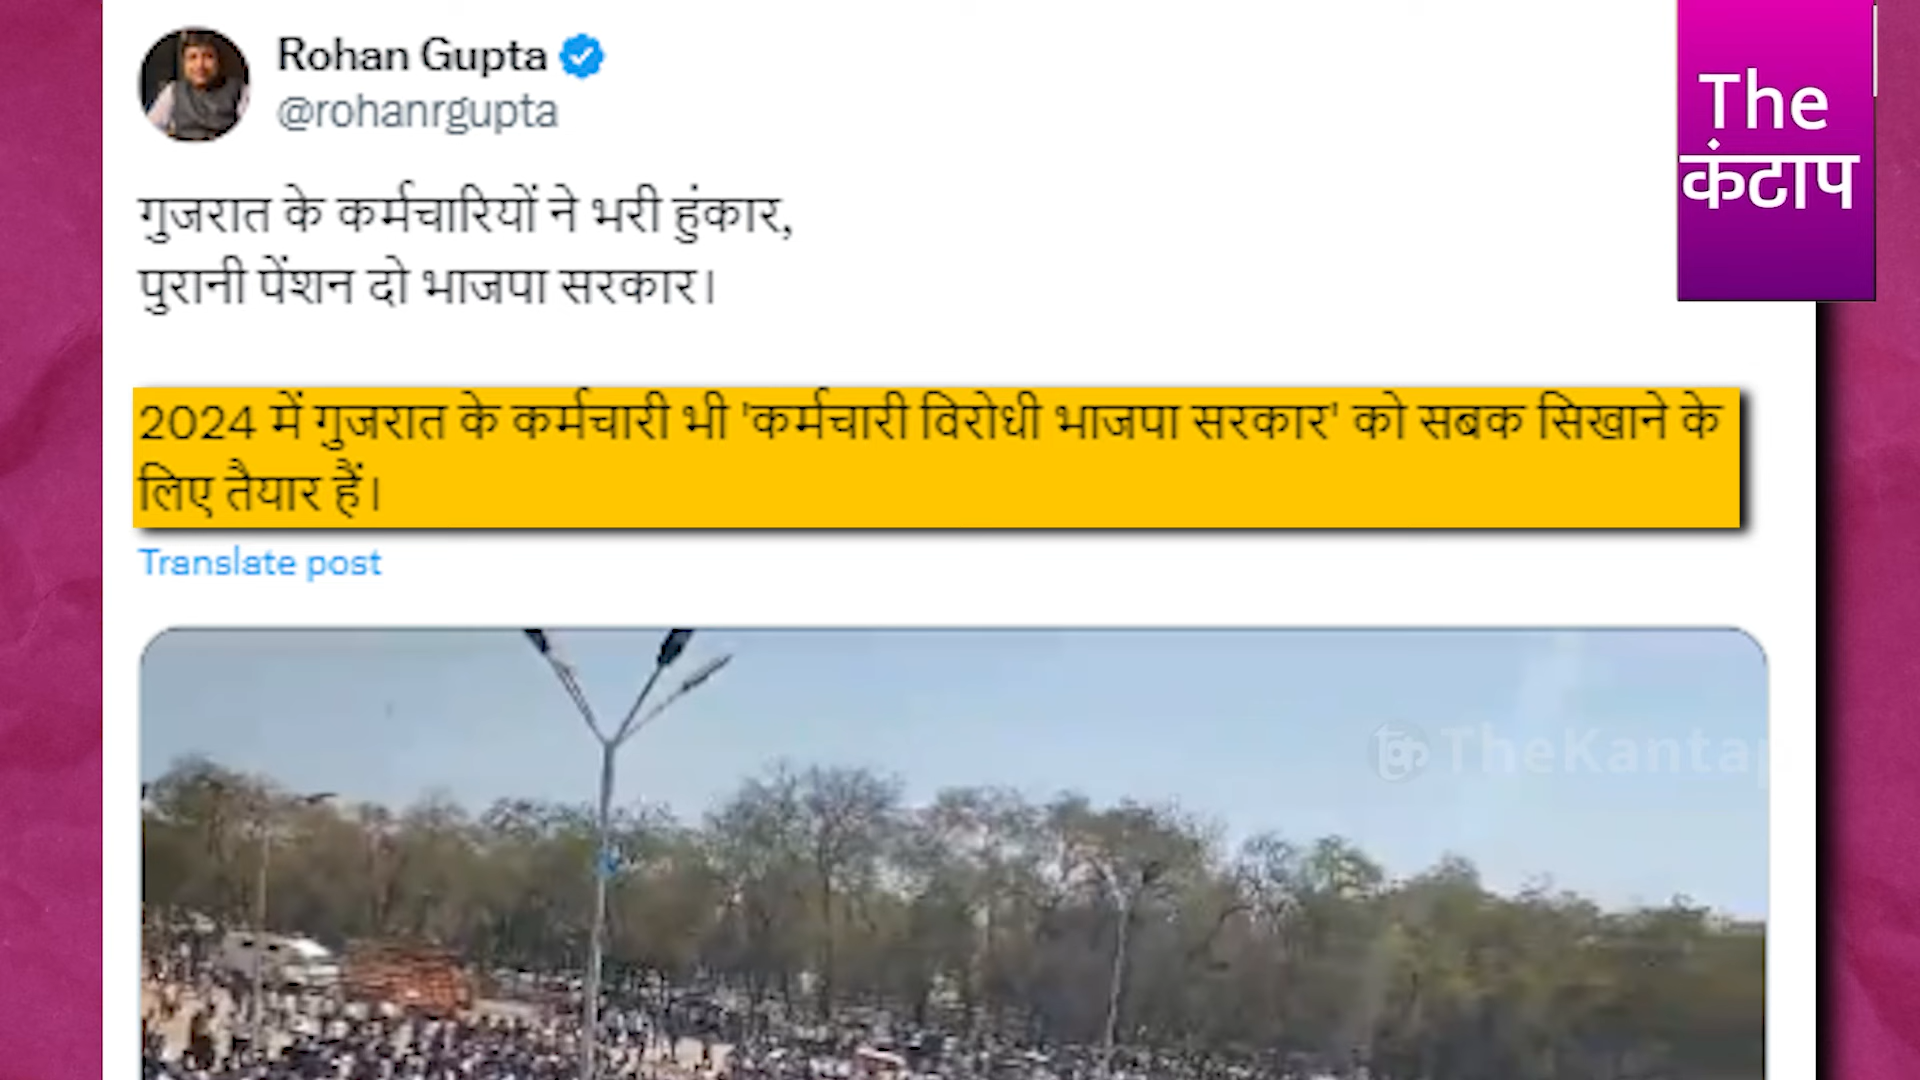 Rohan Gupta
@rohanrgupta
The
कंटाप
गुजरात के कर्मचारियों ने भरी हुंकार,
पुरानी पेंशन दो भाजपा सरकार।
2024 में गुजरात के कर्मचारी भी 'कर्मचारी विरोधी भाजपा सरकार' को सबक सिखाने के
लिए तैयार हैं।
Translate post
TheKantap